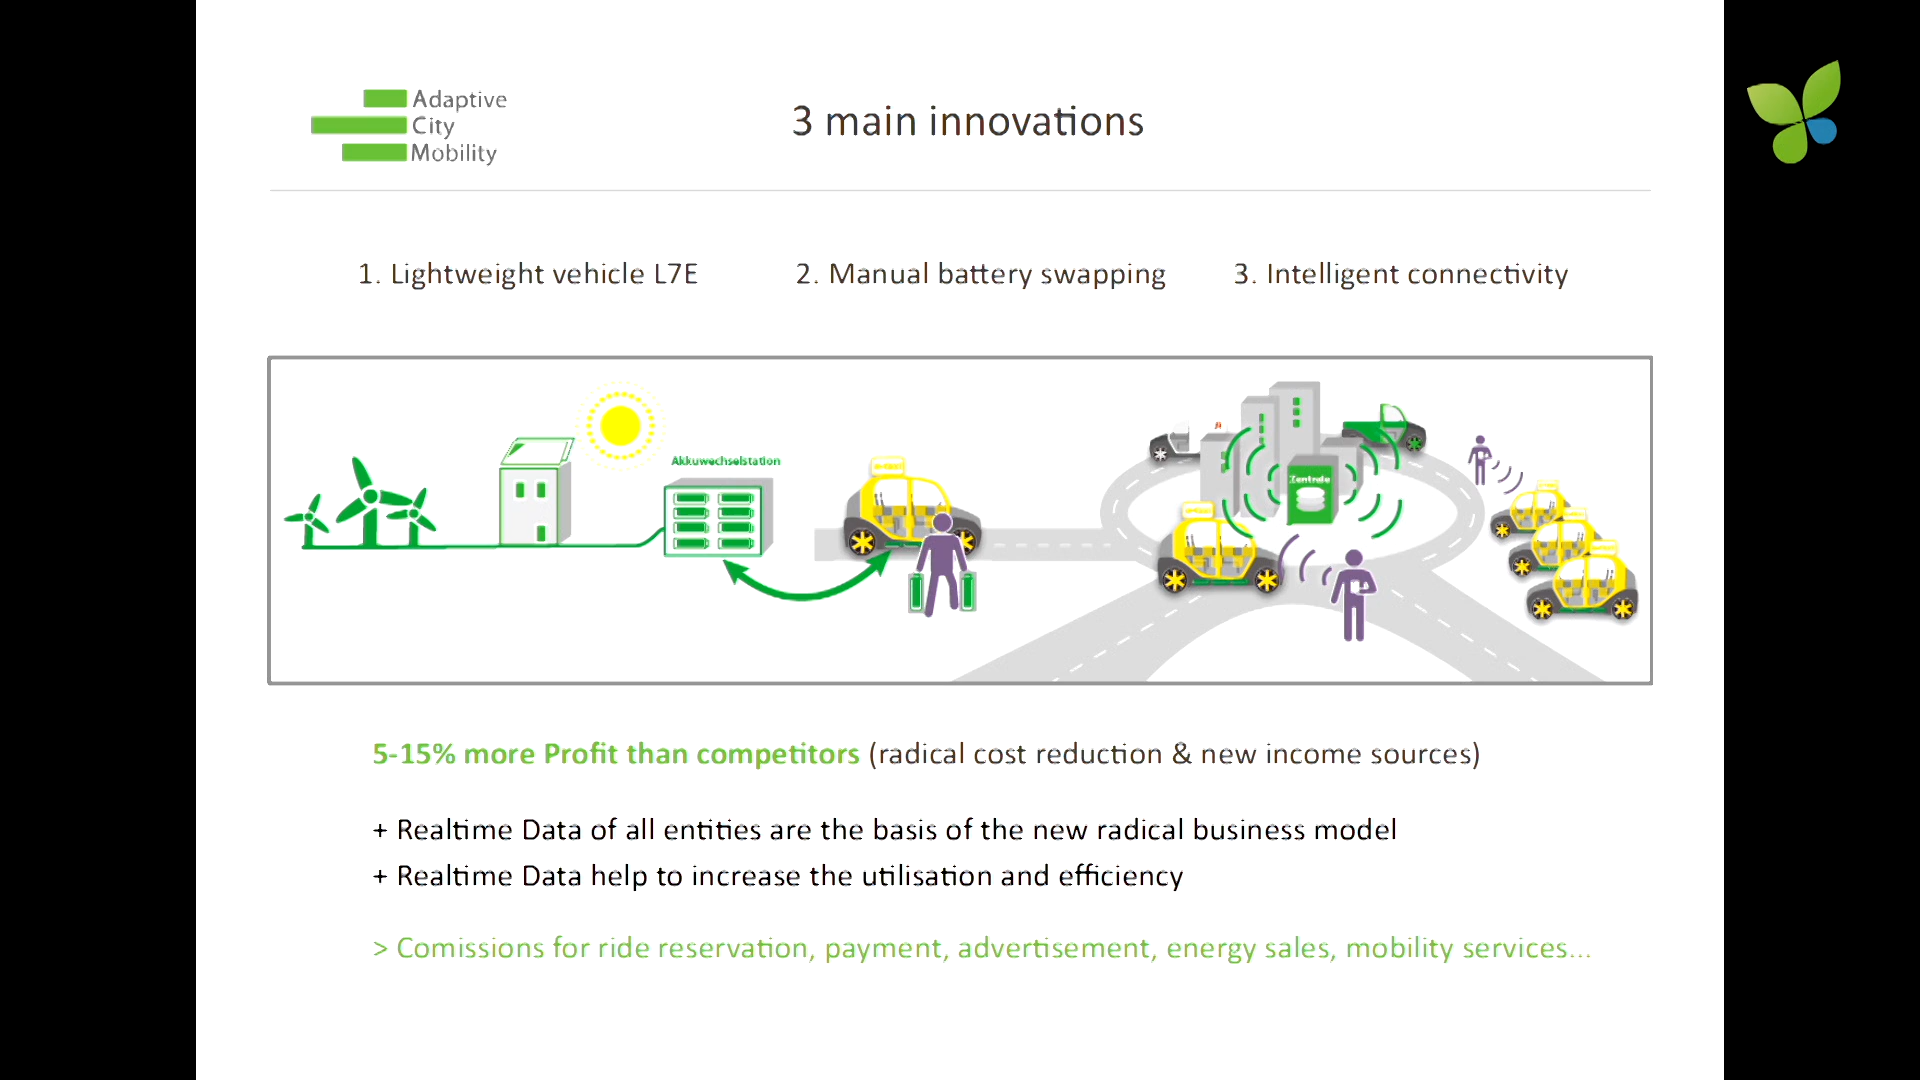 Adaptive
City
Mobility
3 main innovations
1. Lightweight vehicle L7E
2. Manual battery swapping
3. Intelligent connectivity
Akkuwechselstation
Zentrale
5-15% more Profit than competitors (radical cost reduction & new income sources)
+ Realtime Data of all entities are the basis of the new radical business model
+ Realtime Data help to increase the utilisation and efficiency
> Comissions for ride reservation, payment, advertisement, energy sales, mobility services...